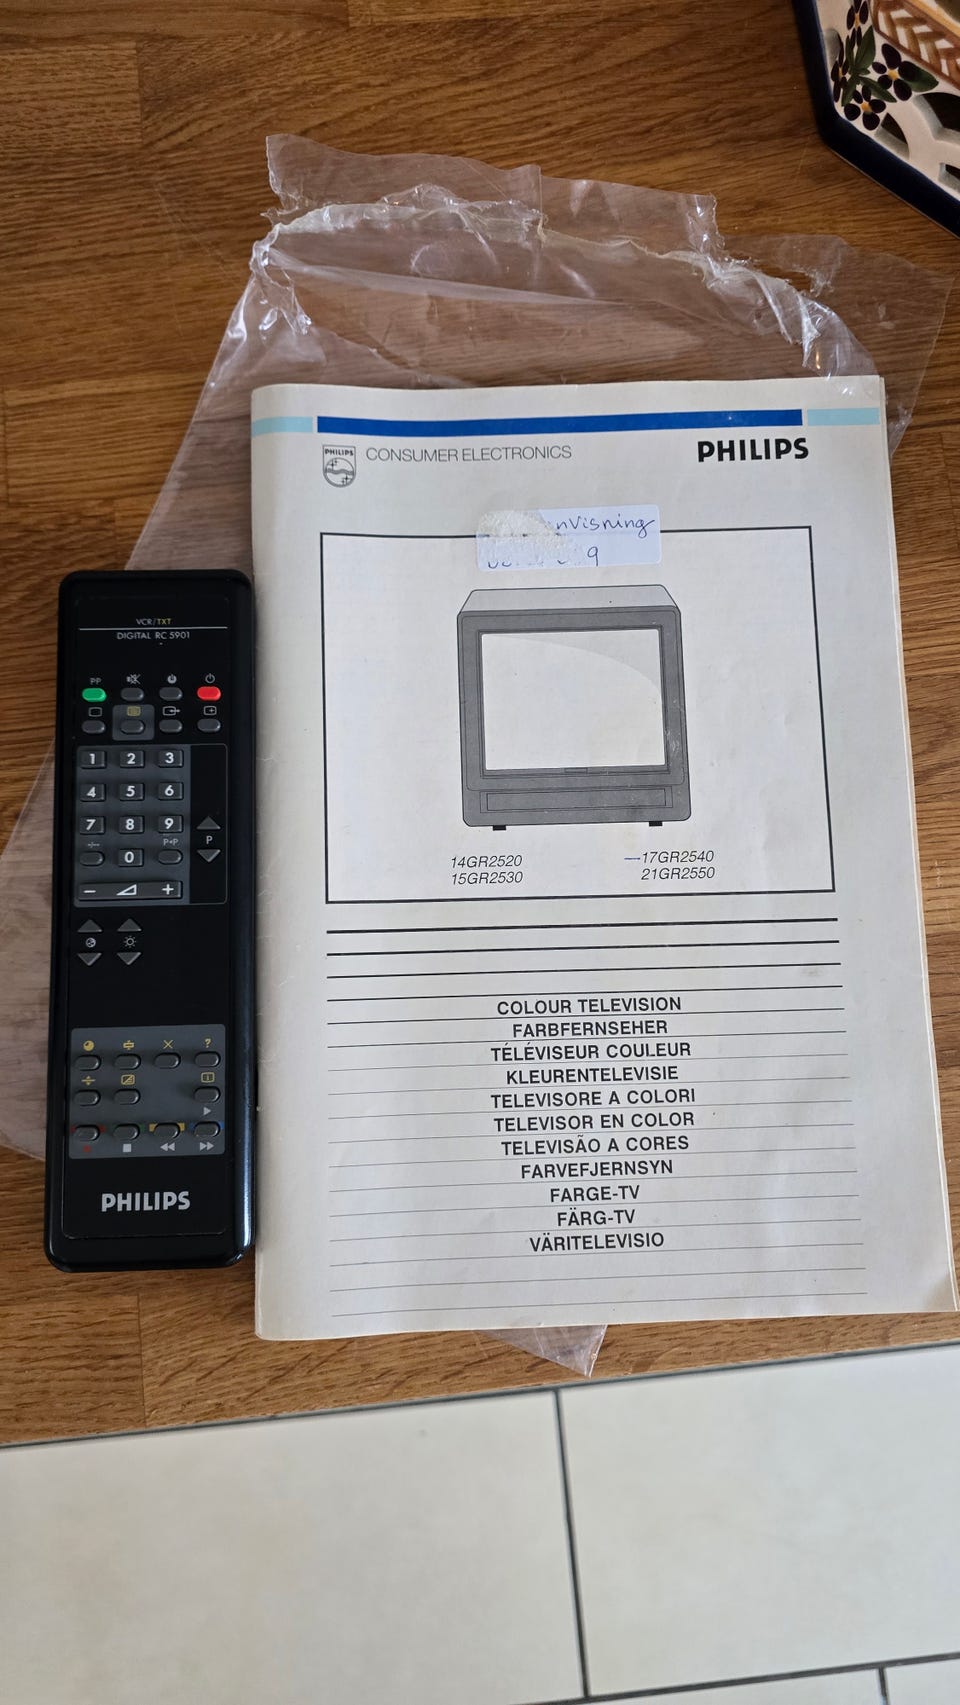 PHILIPS
CONSUMER ELECTRONICS
PHILIPS
nvisning
9
14GR2520
17GR2540
15GR2530
21GR2550
COLOUR TELEVISION
FARBFERNSEHER
TÉLÉVISEUR COULEUR
KLEURENTELEVISIE
TELEVISORE A COLORI
TELEVISOR EN COLOR
TELEVISÃO A CORES
FARVEFJERNSYN
FARGE-TV
FÄRG-TV
VÄRITELEVISIO
VCR/TXT
DIGITAL RC 5901
PP
1 2 3
4 5 6
7 8 9
-/-- P◂P
0
P
− +
?
i
PHILIPS